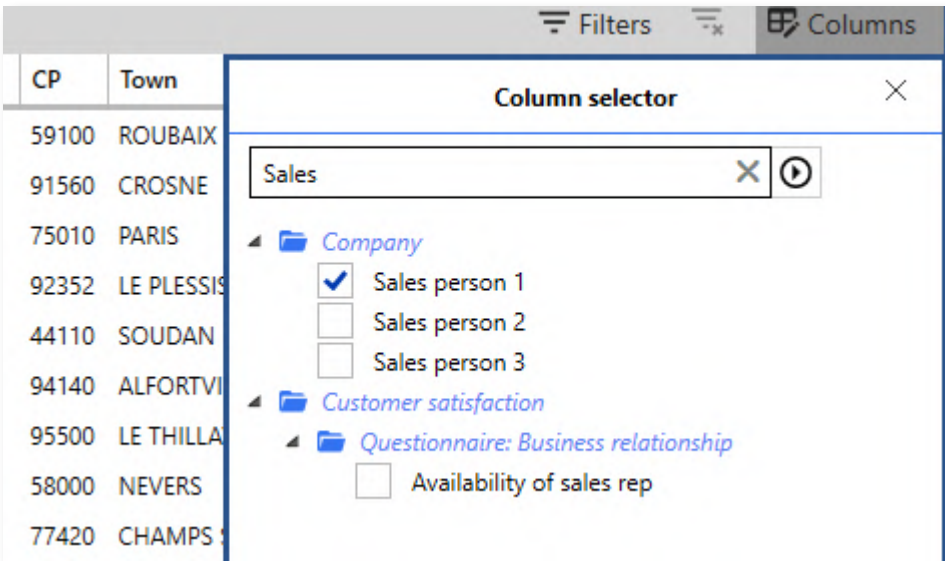 Filters Columns
CP Town
Column selector
59100 ROUBAIX
Sales
91560 CROSNE
75010 PARIS
Company
92352 LE PLESSIS
Sales person 1
Sales person 2
44110 SOUDAN
Sales person 3
94140 ALFORTVI
Customer satisfaction
95500 LE THILLA
Questionnaire: Business relationship
58000 NEVERS
Availability of sales rep
77420 CHAMPS